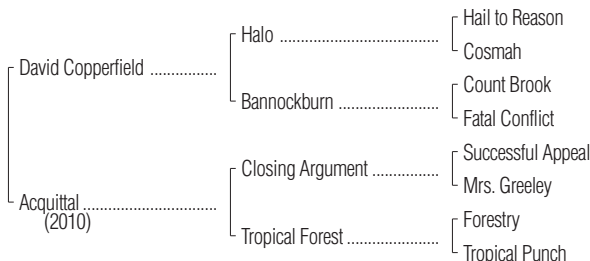 Hail to Reason
Halo ........................................
Cosmah
David Copperfield ................
Count Brook
Bannockburn .........................
Fatal Conflict
Successful Appeal
Closing Argument ................
Mrs. Greeley
Acquittal ................................
(2010)
Forestry
Tropical Forest ......................
Tropical Punch